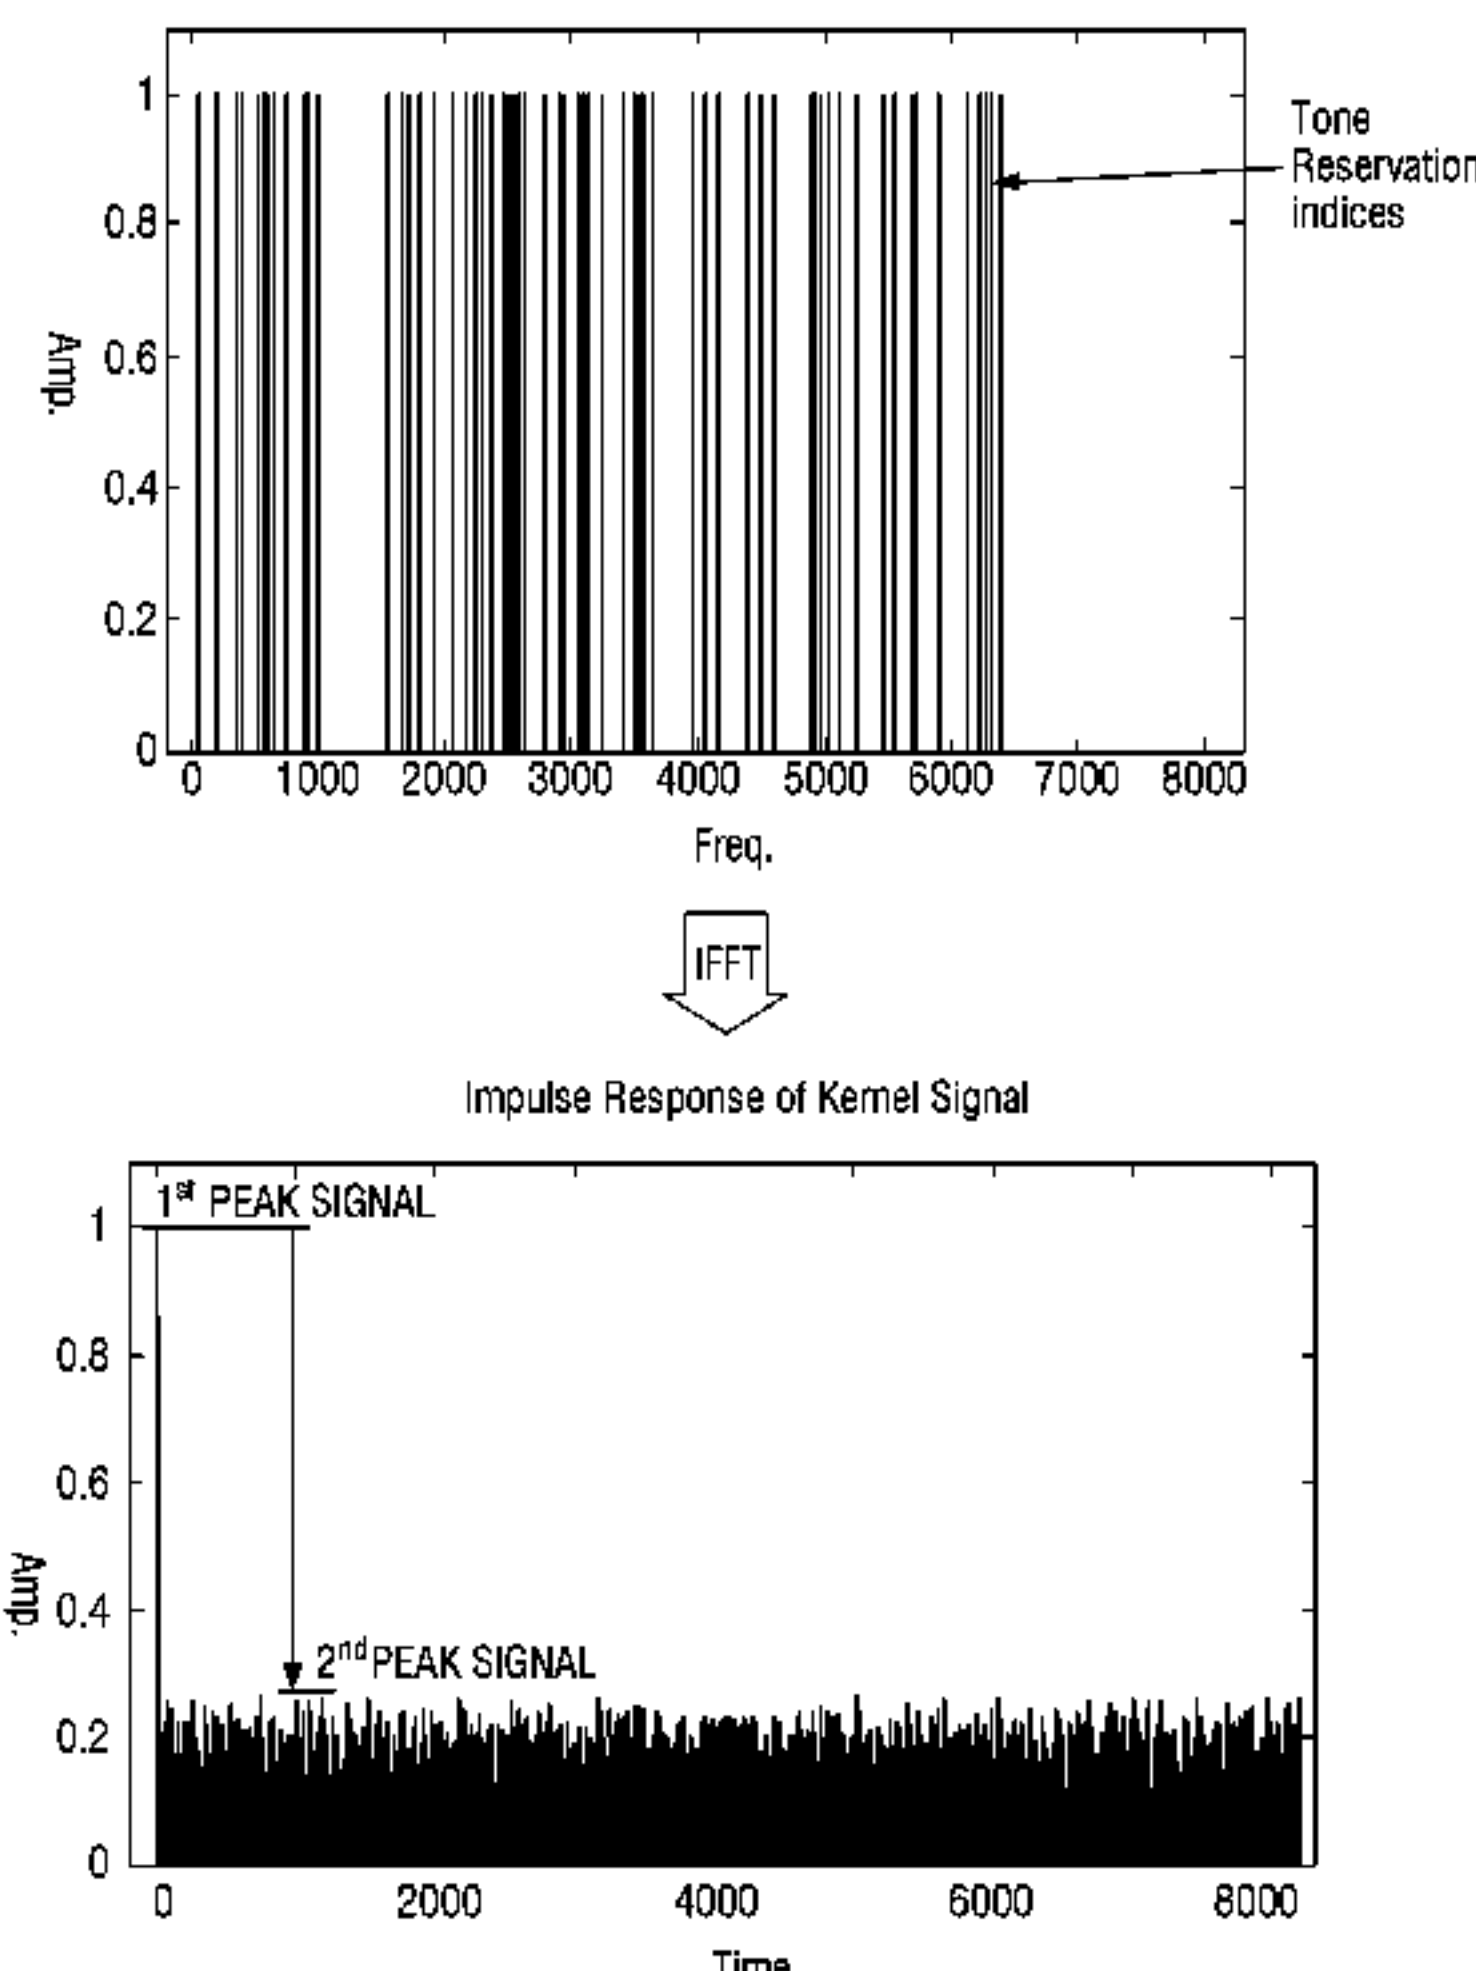 1
0.8
0.6
0.4
0.2
0
Amp.
0 1000 2000 3000 4000 5000 6000 7000 8000
Freq.
Tone
Reservation
indices
IFFT
Impulse Response of Kernel Signal
1st PEAK SIGNAL
2nd PEAK SIGNAL
1
0.8
0.6
0.4
0.2
0
Amp.
0 2000 4000 6000 8000
Time